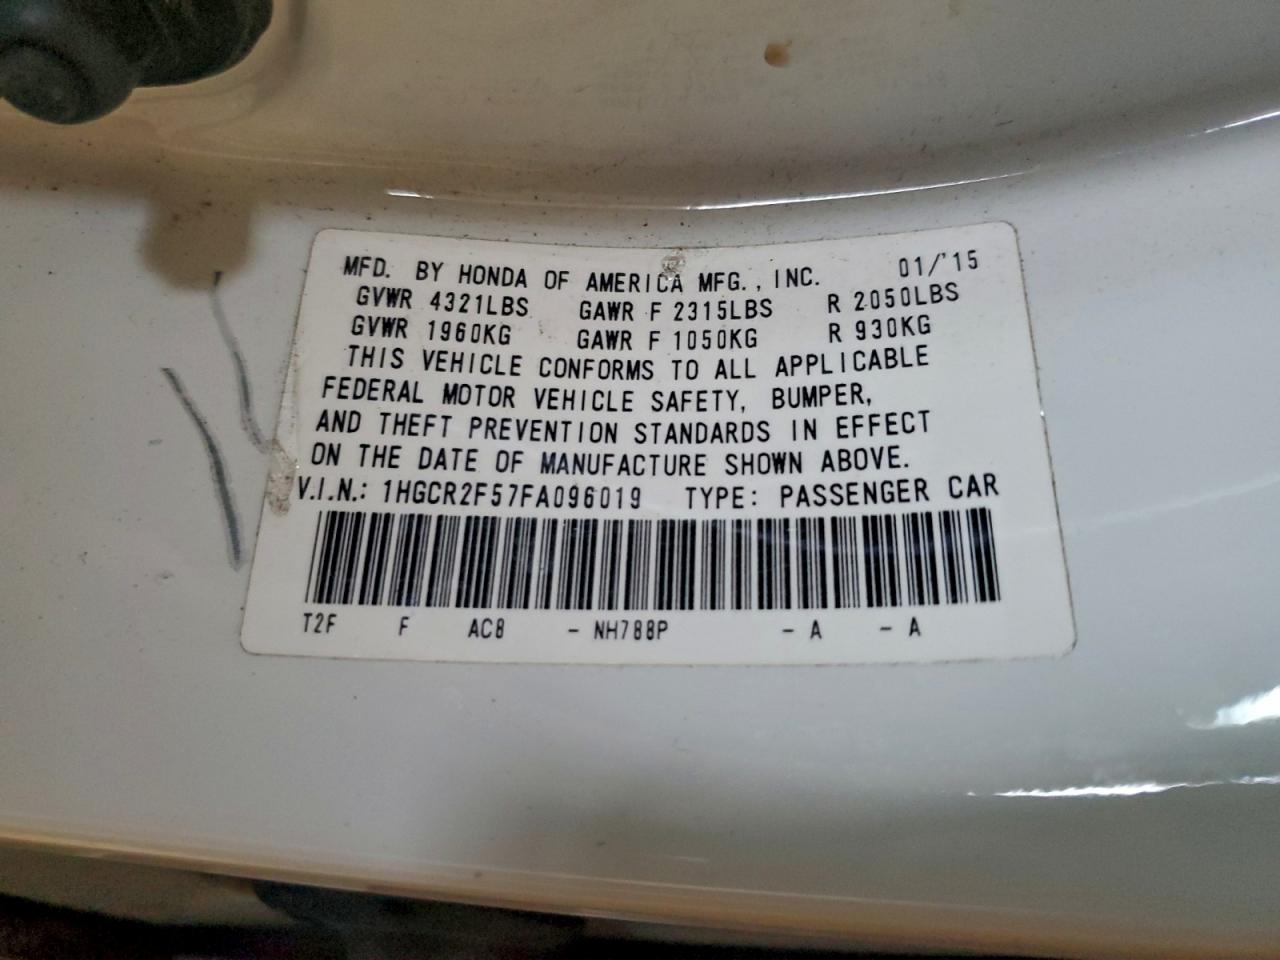 MFD. BY HONDA OF AMERICA MFG., INC. 01/'15
GVWR 4321LBS GAWR F 2315LBS R 2050LBS
GVWR 1960KG GAWR F 1050KG R 930KG
THIS VEHICLE CONFORMS TO ALL APPLICABLE
FEDERAL MOTOR VEHICLE SAFETY, BUMPER,
AND THEFT PREVENTION STANDARDS IN EFFECT
ON THE DATE OF MANUFACTURE SHOWN ABOVE.
V.I.N.: 1HGCR2F57FA096019 TYPE: PASSENGER CAR
T2F F AC8 - NH788P - A - A